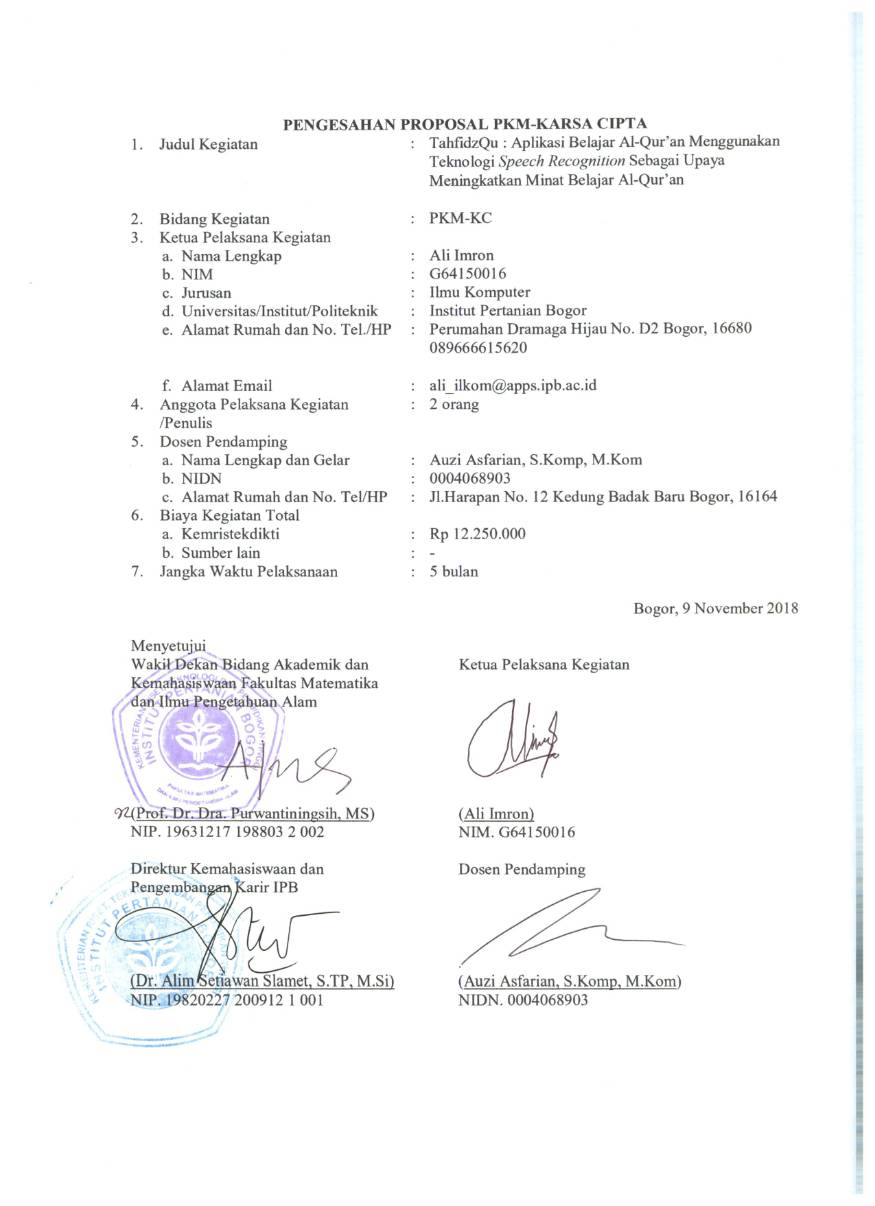 PENGESAHAN PROPOSAL PKM-KARSA CIPTA
1. Judul Kegiatan : TahfidzQu : Aplikasi Belajar Al-Qur'an Menggunakan
Teknologi Speech Recognition Sebagai Upaya
Meningkatkan Minat Belajar Al-Qur'an
2. Bidang Kegiatan : PKM-KC
3. Ketua Pelaksana Kegiatan
a. Nama Lengkap : Ali Imron
b. NIM : G64150016
c. Jurusan : Ilmu Komputer
d. Universitas/Institut/Politeknik : Institut Pertanian Bogor
e. Alamat Rumah dan No. Tel./HP : Perumahan Dramaga Hijau No. D2 Bogor, 16680
089666615620
f. Alamat Email : ali_ilkom@apps.ipb.ac.id
4. Anggota Pelaksana Kegiatan : 2 orang
/Penulis
5. Dosen Pendamping
a. Nama Lengkap dan Gelar : Auzi Asfarian, S.Komp, M.Kom
b. NIDN : 0004068903
c. Alamat Rumah dan No. Tel/HP : Jl.Harapan No. 12 Kedung Badak Baru Bogor, 16164
6. Biaya Kegiatan Total
a. Kemristekdikti : Rp 12.250.000
b. Sumber lain : -
7. Jangka Waktu Pelaksanaan : 5 bulan
Bogor, 9 November 2018
Menyetujui
Wakil Dekan Bidang Akademik dan
Kemahasiswaan Fakultas Matematika
dan Ilmu Pengetahuan Alam
Ketua Pelaksana Kegiatan
INSTITUT PERTANIAN BOGOR
(Prof. Dr. Dra. Purwantiningsih, MS)
NIP. 19631217 198803 2 002
(Ali Imron)
NIM. G64150016
Direktur Kemahasiswaan dan
Pengembangan Karir IPB
Dosen Pendamping
INSTITUT PERTANIAN
(Dr. Alim Setiawan Slamet, S.TP, M.Si)
NIP. 19820227 200912 1 001
(Auzi Asfarian, S.Komp, M.Kom)
NIDN. 0004068903